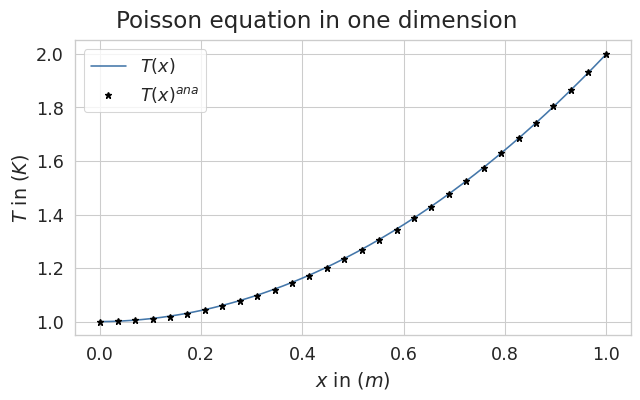 Poisson equation in one dimension
T(x)
T(x)^{ana}
T in (K)
2.0
1.8
1.6
1.4
1.2
1.0
0.0 0.2 0.4 0.6 0.8 1.0
x in (m)